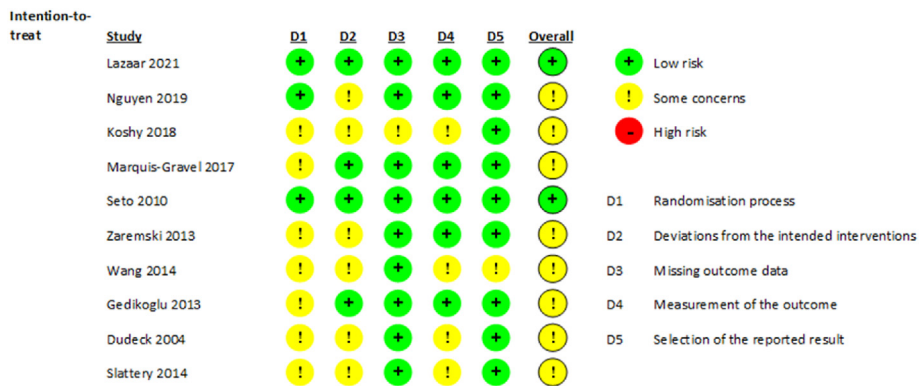 Intention-to-
treat
Study D1 D2 D3 D4 D5 Overall
Lazaar 2021 + + + + + +
Nguyen 2019 + ! + + + !
Koshy 2018 ! ! ! ! + !
Marquis-Gravel 2017 ! + + + + !
Seto 2010 + + + + + +
Zaremski 2013 ! ! + + + !
Wang 2014 ! ! + ! ! !
Gedikoglu 2013 ! + + + + !
Dudeck 2004 ! ! + ! + !
Slattery 2014 ! ! + ! + !
+ Low risk
! Some concerns
- High risk
D1 Randomisation process
D2 Deviations from the intended interventions
D3 Missing outcome data
D4 Measurement of the outcome
D5 Selection of the reported result